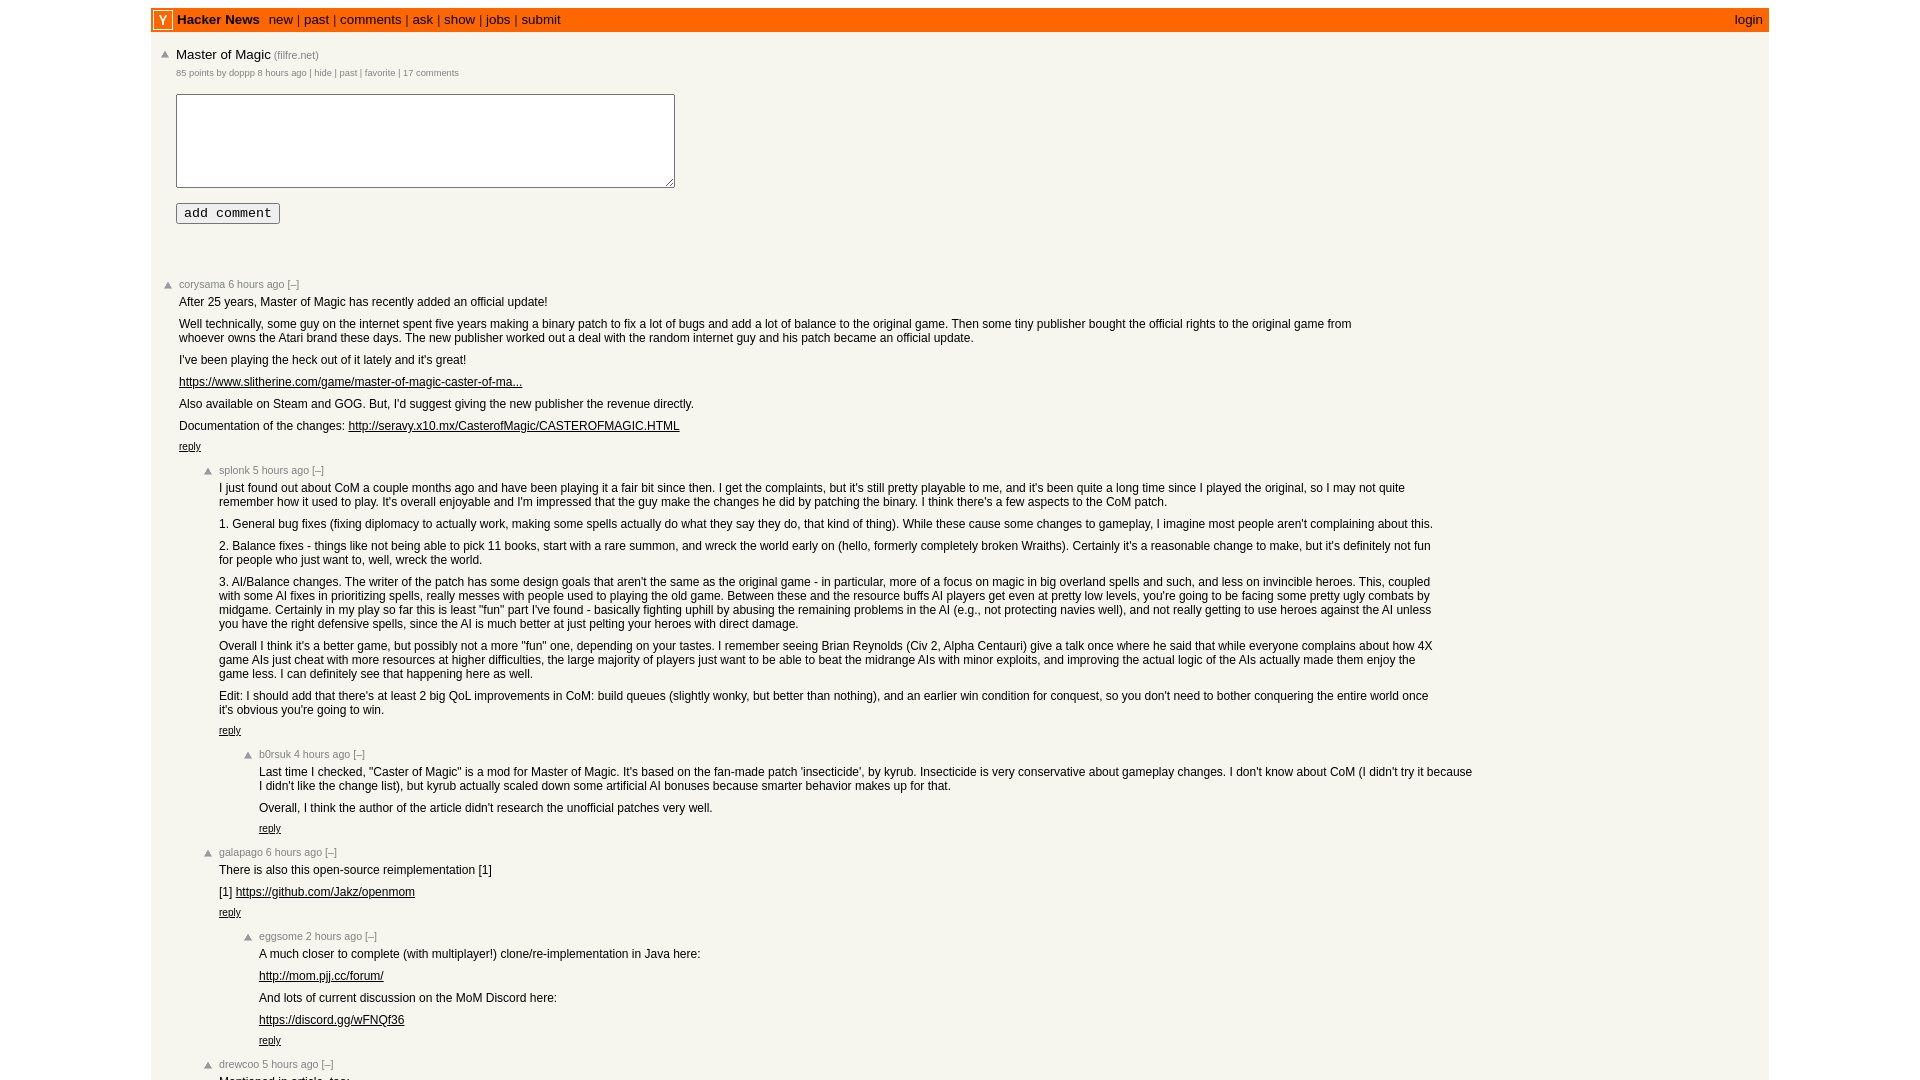 Y Hacker News new | past | comments | ask | show | jobs | submit login
Master of Magic (filfre.net)
85 points by doppp 8 hours ago | hide | past | favorite | 17 comments
add comment
corysama 6 hours ago [–]
After 25 years, Master of Magic has recently added an official update!
Well technically, some guy on the internet spent five years making a binary patch to fix a lot of bugs and add a lot of balance to the original game. Then some tiny publisher bought the official rights to the original game from
whoever owns the Atari brand these days. The new publisher worked out a deal with the random internet guy and his patch became an official update.
I've been playing the heck out of it lately and it's great!
https://www.slitherine.com/game/master-of-magic-caster-of-ma...
Also available on Steam and GOG. But, I'd suggest giving the new publisher the revenue directly.
Documentation of the changes: http://seravy.x10.mx/CasterofMagic/CASTEROFMAGIC.HTML
reply
splonk 5 hours ago [–]
I just found out about CoM a couple months ago and have been playing it a fair bit since then. I get the complaints, but it's still pretty playable to me, and it's been quite a long time since I played the original, so I may not quite
remember how it used to play. It's overall enjoyable and I'm impressed that the guy make the changes he did by patching the binary. I think there's a few aspects to the CoM patch.
1. General bug fixes (fixing diplomacy to actually work, making some spells actually do what they say they do, that kind of thing). While these cause some changes to gameplay, I imagine most people aren't complaining about this.
2. Balance fixes - things like not being able to pick 11 books, start with a rare summon, and wreck the world early on (hello, formerly completely broken Wraiths). Certainly it's a reasonable change to make, but it's definitely not fun
for people who just want to, well, wreck the world.
3. AI/Balance changes. The writer of the patch has some design goals that aren't the same as the original game - in particular, more of a focus on magic in big overland spells and such, and less on invincible heroes. This, coupled
with some AI fixes in prioritizing spells, really messes with people used to playing the old game. Between these and the resource buffs AI players get even at pretty low levels, you're going to be facing some pretty ugly combats by
midgame. Certainly in my play so far this is least "fun" part I've found - basically fighting uphill by abusing the remaining problems in the AI (e.g., not protecting navies well), and not really getting to use heroes against the AI unless
you have the right defensive spells, since the AI is much better at just pelting your heroes with direct damage.
Overall I think it's a better game, but possibly not a more "fun" one, depending on your tastes. I remember seeing Brian Reynolds (Civ 2, Alpha Centauri) give a talk once where he said that while everyone complains about how 4X
game AIs just cheat with more resources at higher difficulties, the large majority of players just want to be able to beat the midrange AIs with minor exploits, and improving the actual logic of the AIs actually made them enjoy the
game less. I can definitely see that happening here as well.
Edit: I should add that there's at least 2 big QoL improvements in CoM: build queues (slightly wonky, but better than nothing), and an earlier win condition for conquest, so you don't need to bother conquering the entire world once
it's obvious you're going to win.
reply
b0rsuk 4 hours ago [–]
Last time I checked, "Caster of Magic" is a mod for Master of Magic. It's based on the fan-made patch 'insecticide', by kyrub. Insecticide is very conservative about gameplay changes. I don't know about CoM (I didn't try it because
I didn't like the change list), but kyrub actually scaled down some artificial AI bonuses because smarter behavior makes up for that.
Overall, I think the author of the article didn't research the unofficial patches very well.
reply
galapago 6 hours ago [–]
There is also this open-source reimplementation [1]
[1] https://github.com/Jakz/openmom
reply
eggsome 2 hours ago [–]
A much closer to complete (with multiplayer!) clone/re-implementation in Java here:
http://mom.pjj.cc/forum/
And lots of current discussion on the MoM Discord here:
https://discord.gg/wFNQf36
reply
drewcoo 5 hours ago [–]
Mentioned in article, too: